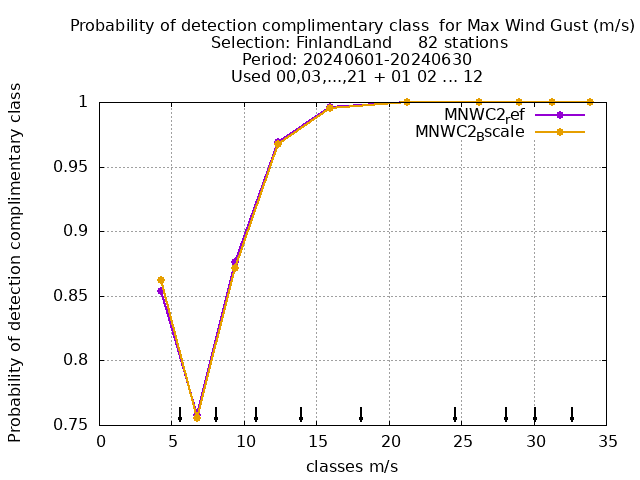 Probability of detection complimentary class  for Max Wind Gust (m/s)
Selection: FinlandLand     82 stations
Period: 20240601-20240630
Used 00,03,...,21 + 01 02 ... 12
Probability of detection complimentary class
1
0.95
0.9
0.85
0.8
0.75
MNWC2ref
MNWC2Bscale
0 5 10 15 20 25 30 35
classes m/s